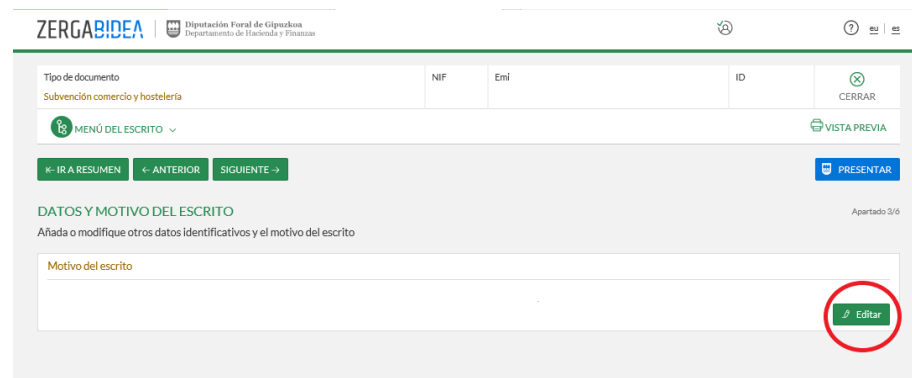 ZERGABIDEA
Diputación Foral de Gipuzkoa
Departamento de Hacienda y Finanzas
? eu | es
Tipo de documento NIF Emi ID
Subvención comercio y hostelería CERRAR
MENÚ DEL ESCRITO VISTA PREVIA
IR A RESUMEN ANTERIOR SIGUIENTE PRESENTAR
DATOS Y MOTIVO DEL ESCRITO Apartado 3/6
Añada o modifique otros datos identificativos y el motivo del escrito
Motivo del escrito
Editar